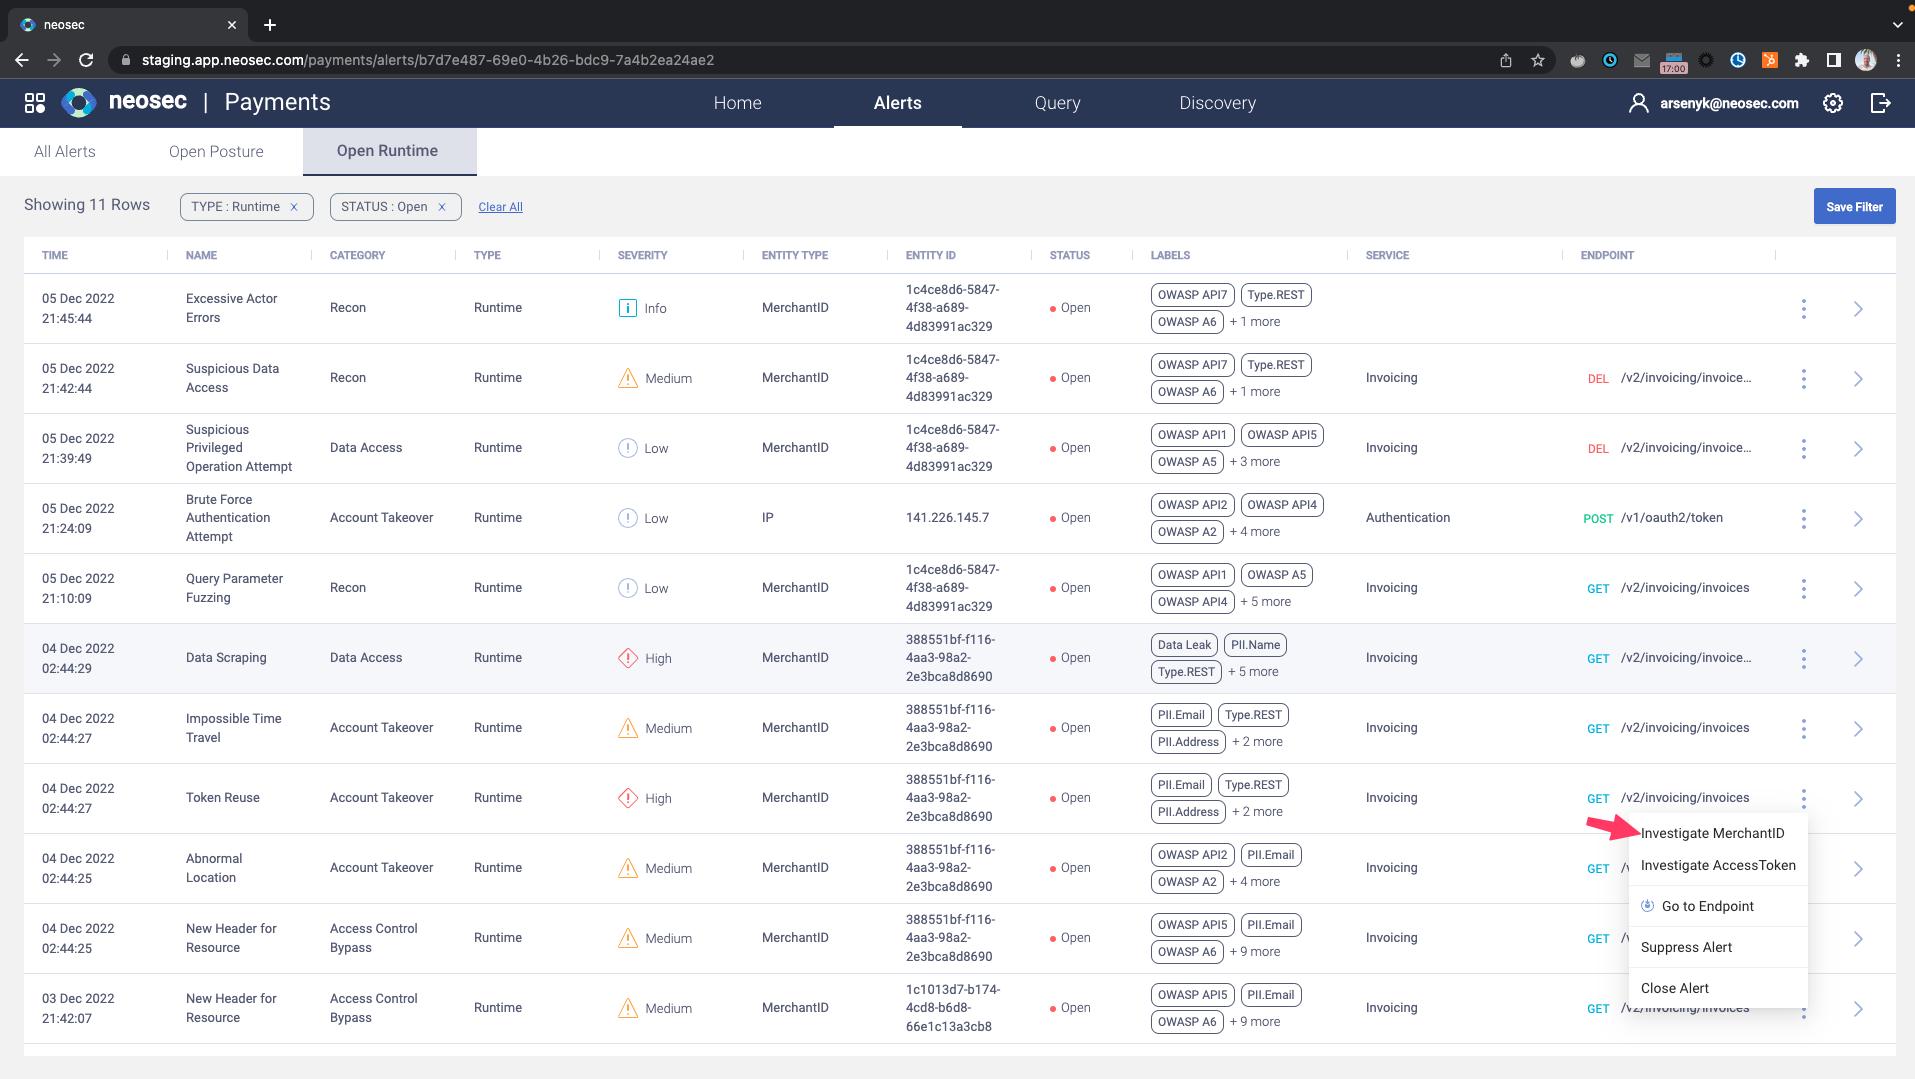 neosec
staging.app.neosec.com/payments/alerts/b7d7e487-69e0-4b26-bdc9-7a4b2ea24ae2
17:00
neosec | Payments
Home
Alerts
Query
Discovery
arsenyk@neosec.com
All Alerts
Open Posture
Open Runtime
Showing 11 Rows
TYPE : Runtime ×
STATUS : Open ×
Clear All
Save Filter
TIME NAME CATEGORY TYPE SEVERITY ENTITY TYPE ENTITY ID STATUS LABELS SERVICE ENDPOINT
05 Dec 2022
21:45:44
Excessive Actor
Errors
Recon
Runtime
Info
MerchantID
1c4ce8d6-5847-
4f38-a689-
4d83991ac329
Open
OWASP API7 Type.REST
OWASP A6 + 1 more
05 Dec 2022
21:42:44
Suspicious Data
Access
Recon
Runtime
Medium
MerchantID
1c4ce8d6-5847-
4f38-a689-
4d83991ac329
Open
OWASP API7 Type.REST
OWASP A6 + 1 more
Invoicing
DEL /v2/invoicing/invoice...
05 Dec 2022
21:39:49
Suspicious
Privileged
Operation Attempt
Data Access
Runtime
Low
MerchantID
1c4ce8d6-5847-
4f38-a689-
4d83991ac329
Open
OWASP API1 OWASP API5
OWASP A5 + 3 more
Invoicing
DEL /v2/invoicing/invoice...
05 Dec 2022
21:24:09
Brute Force
Authentication
Attempt
Account Takeover
Runtime
Low
IP
141.226.145.7
Open
OWASP API2 OWASP API4
OWASP A2 + 4 more
Authentication
POST /v1/oauth2/token
05 Dec 2022
21:10:09
Query Parameter
Fuzzing
Recon
Runtime
Low
MerchantID
1c4ce8d6-5847-
4f38-a689-
4d83991ac329
Open
OWASP API1 OWASP A5
OWASP API4 + 5 more
Invoicing
GET /v2/invoicing/invoices
04 Dec 2022
02:44:29
Data Scraping
Data Access
Runtime
High
MerchantID
388551bf-f116-
4aa3-98a2-
2e3bca8d8690
Open
Data Leak PII.Name
Type.REST + 5 more
Invoicing
GET /v2/invoicing/invoice...
04 Dec 2022
02:44:27
Impossible Time
Travel
Account Takeover
Runtime
Medium
MerchantID
388551bf-f116-
4aa3-98a2-
2e3bca8d8690
Open
PII.Email Type.REST
PII.Address + 2 more
Invoicing
GET /v2/invoicing/invoices
04 Dec 2022
02:44:27
Token Reuse
Account Takeover
Runtime
High
MerchantID
388551bf-f116-
4aa3-98a2-
2e3bca8d8690
Open
PII.Email Type.REST
PII.Address + 2 more
Invoicing
GET /v2/invoicing/invoices
04 Dec 2022
02:44:25
Abnormal
Location
Account Takeover
Runtime
Medium
MerchantID
388551bf-f116-
4aa3-98a2-
2e3bca8d8690
Open
OWASP API2 PII.Email
OWASP A2 + 4 more
Invoicing
GET
04 Dec 2022
02:44:25
New Header for
Resource
Access Control
Bypass
Runtime
Medium
MerchantID
388551bf-f116-
4aa3-98a2-
2e3bca8d8690
Open
OWASP API5 PII.Email
OWASP A6 + 9 more
Invoicing
GET
03 Dec 2022
21:42:07
New Header for
Resource
Access Control
Bypass
Runtime
Medium
MerchantID
1c1013d7-b174-
4cd8-b6d8-
66e1c13a3cb8
Open
OWASP API5 PII.Email
OWASP A6 + 9 more
Invoicing
GET /v2/invoicing/invoices
Investigate MerchantID
Investigate AccessToken
Go to Endpoint
Suppress Alert
Close Alert